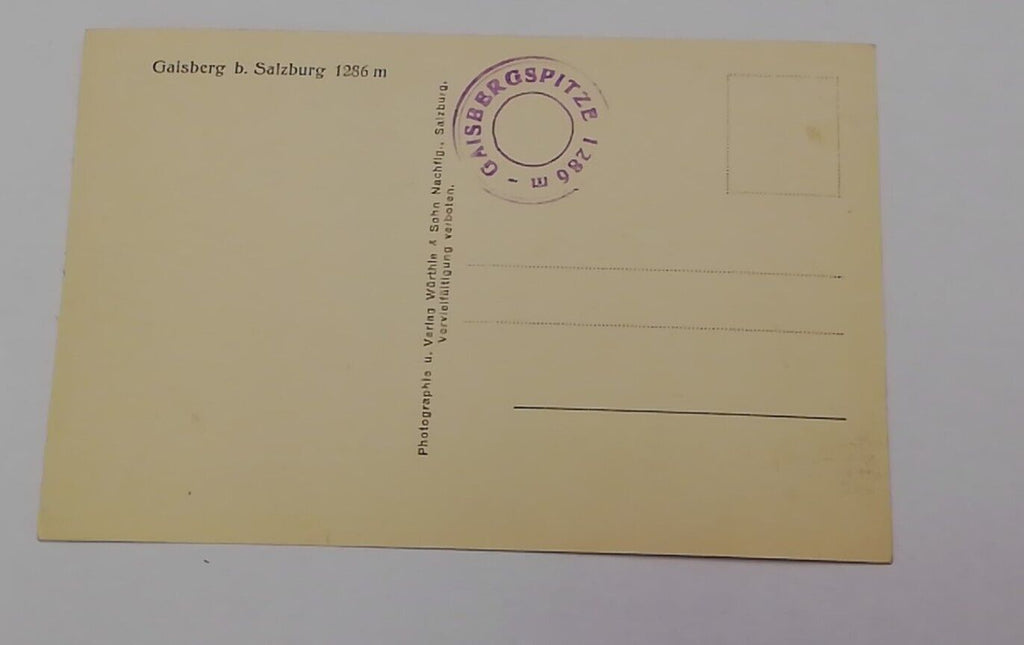 Gaisberg b. Salzburg 1286 m
GAISBERGSPITZE 1286 m -
Photographie u. Verlag Würthle & Sohn Nachflg., Salzburg.
Vervielfältigung verboten.